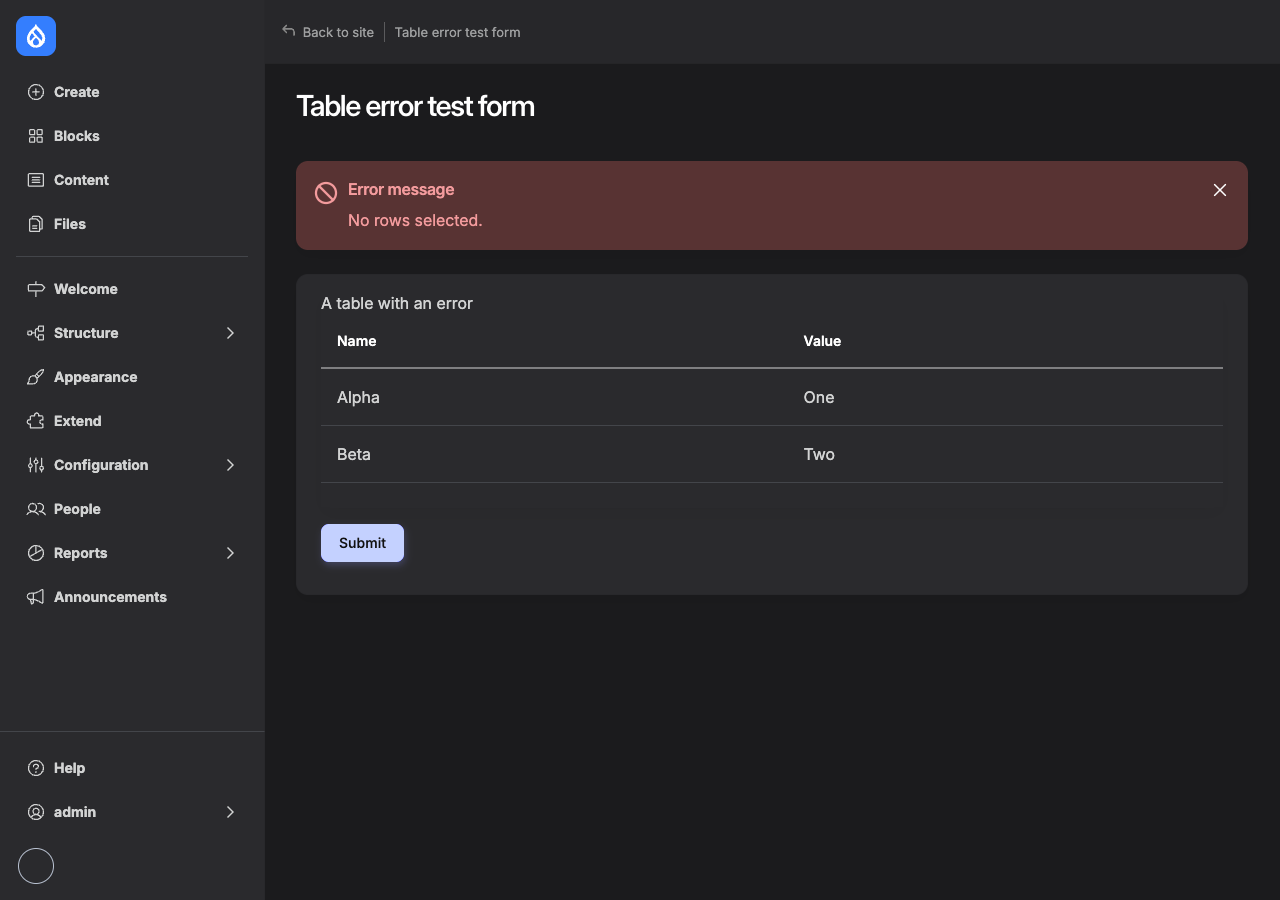 Back to site
Table error test form
Create
Blocks
Content
Files
Welcome
Structure
Appearance
Extend
Configuration
People
Reports
Announcements
Help
admin
Table error test form
Error message
No rows selected.
A table with an error
Name Value
Alpha One
Beta Two
Submit